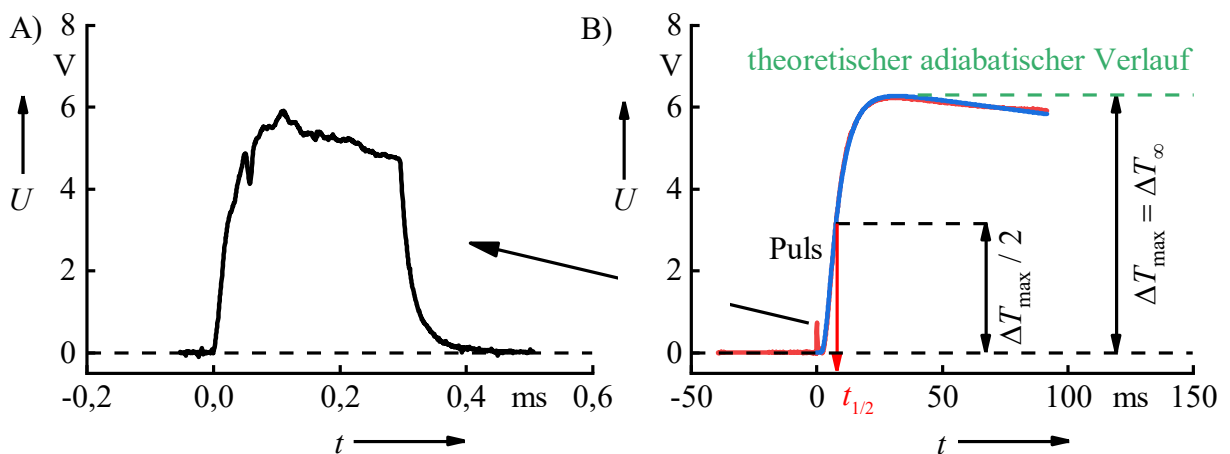 A)
8
V
6
4
2
0
U
-0,2
0,0
0,2
0,4
ms
0,6
t
B)
8
V
6
4
2
0
U
theoretischer adiabatischer Verlauf
Puls
ΔT_max / 2
ΔT_max = ΔT_∞
-50
0
t_1/2
50
100
ms
150
t